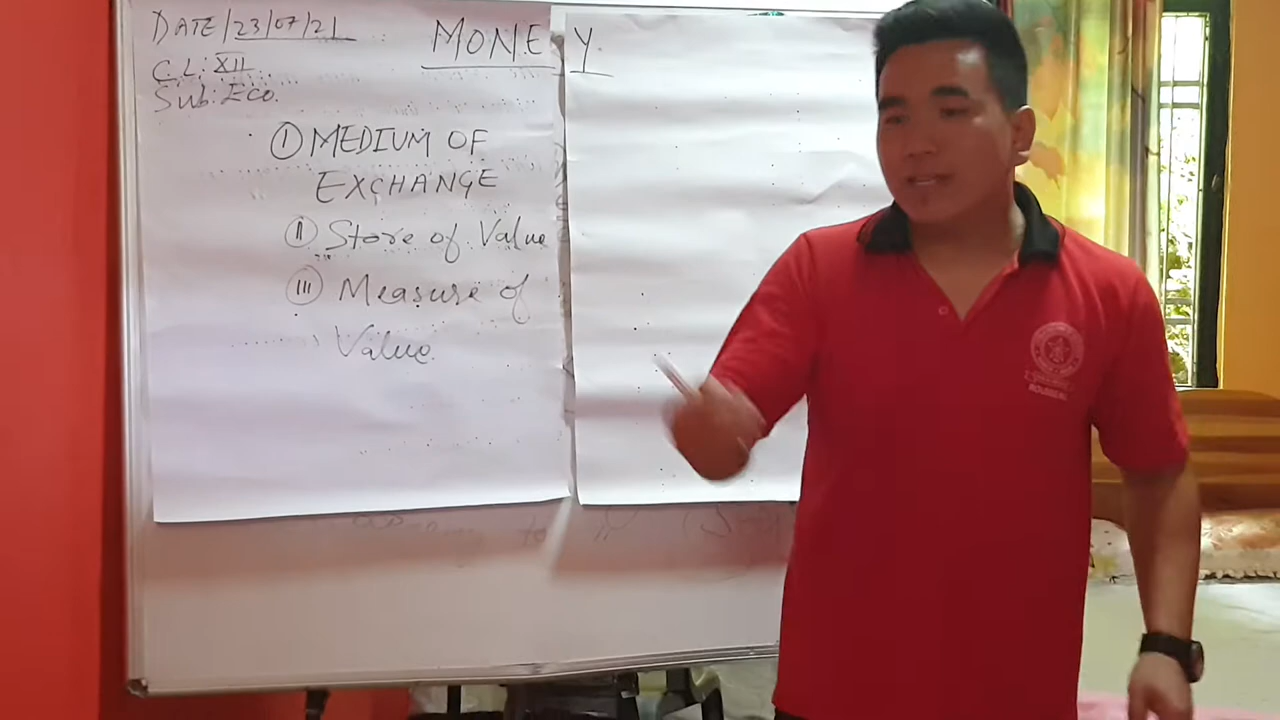 DATE/23/07/21
MONEY
CL: XII
Sub: Eco.
I MEDIUM OF
EXCHANGE
II Store of Value
III Measure of
Value.